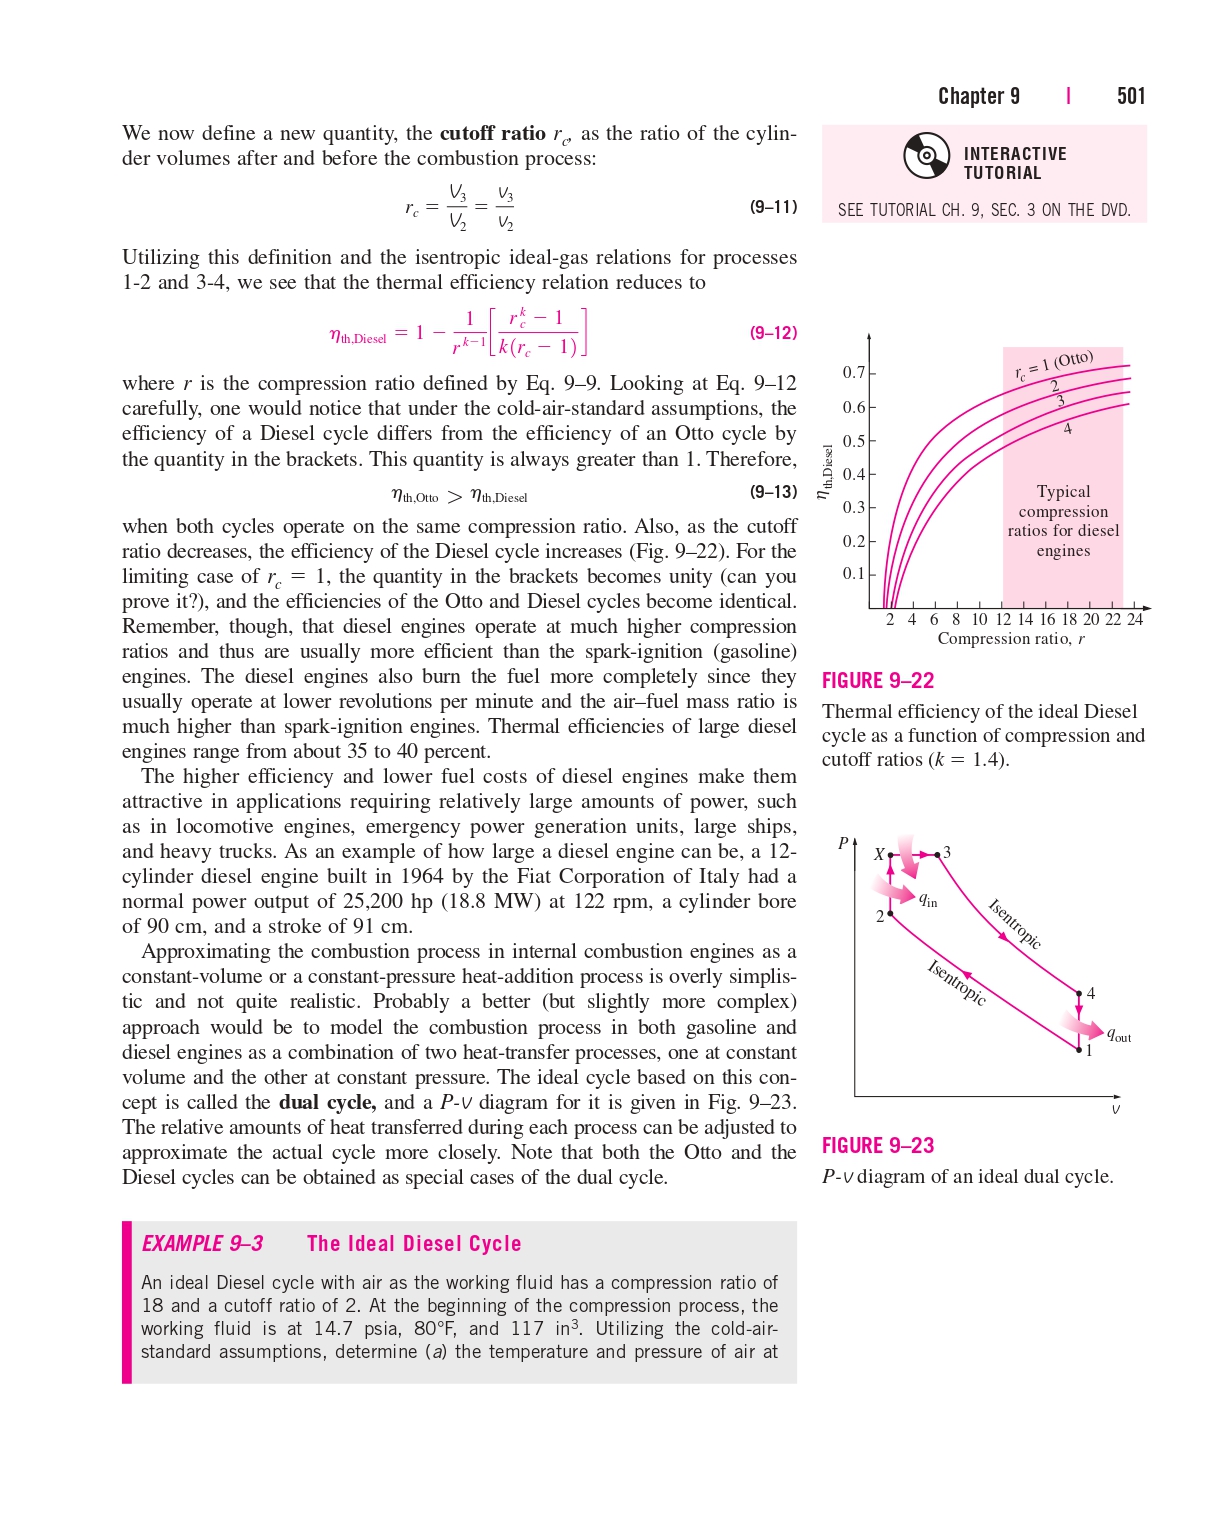 Chapter 9 | 501
We now define a new quantity, the cutoff ratio r_c, as the ratio of the cylin-
der volumes after and before the combustion process:
r_c = V_3/V_2 = v_3/v_2 (9–11)
Utilizing this definition and the isentropic ideal-gas relations for processes
1-2 and 3-4, we see that the thermal efficiency relation reduces to
η_th,Diesel = 1 − 1/r^(k−1) [(r_c^k − 1)/(k(r_c − 1))] (9–12)
where r is the compression ratio defined by Eq. 9–9. Looking at Eq. 9–12
carefully, one would notice that under the cold-air-standard assumptions, the
efficiency of a Diesel cycle differs from the efficiency of an Otto cycle by
the quantity in the brackets. This quantity is always greater than 1. Therefore,
η_th,Otto > η_th,Diesel (9–13)
when both cycles operate on the same compression ratio. Also, as the cutoff
ratio decreases, the efficiency of the Diesel cycle increases (Fig. 9–22). For the
limiting case of r_c = 1, the quantity in the brackets becomes unity (can you
prove it?), and the efficiencies of the Otto and Diesel cycles become identical.
Remember, though, that diesel engines operate at much higher compression
ratios and thus are usually more efficient than the spark-ignition (gasoline)
engines. The diesel engines also burn the fuel more completely since they
usually operate at lower revolutions per minute and the air–fuel mass ratio is
much higher than spark-ignition engines. Thermal efficiencies of large diesel
engines range from about 35 to 40 percent.
The higher efficiency and lower fuel costs of diesel engines make them
attractive in applications requiring relatively large amounts of power, such
as in locomotive engines, emergency power generation units, large ships,
and heavy trucks. As an example of how large a diesel engine can be, a 12-
cylinder diesel engine built in 1964 by the Fiat Corporation of Italy had a
normal power output of 25,200 hp (18.8 MW) at 122 rpm, a cylinder bore
of 90 cm, and a stroke of 91 cm.
Approximating the combustion process in internal combustion engines as a
constant-volume or a constant-pressure heat-addition process is overly simplis-
tic and not quite realistic. Probably a better (but slightly more complex)
approach would be to model the combustion process in both gasoline and
diesel engines as a combination of two heat-transfer processes, one at constant
volume and the other at constant pressure. The ideal cycle based on this con-
cept is called the dual cycle, and a P-v diagram for it is given in Fig. 9–23.
The relative amounts of heat transferred during each process can be adjusted to
approximate the actual cycle more closely. Note that both the Otto and the
Diesel cycles can be obtained as special cases of the dual cycle.
EXAMPLE 9–3 The Ideal Diesel Cycle
An ideal Diesel cycle with air as the working fluid has a compression ratio of
18 and a cutoff ratio of 2. At the beginning of the compression process, the
working fluid is at 14.7 psia, 80°F, and 117 in³. Utilizing the cold-air-
standard assumptions, determine (a) the temperature and pressure of air at
INTERACTIVE
TUTORIAL
SEE TUTORIAL CH. 9, SEC. 3 ON THE DVD.
η_th,Diesel
0.7
0.6
0.5
0.4
0.3
0.2
0.1
r_c = 1 (Otto)
2
3
4
Typical
compression
ratios for diesel
engines
2 4 6 8 10 12 14 16 18 20 22 24
Compression ratio, r
FIGURE 9–22
Thermal efficiency of the ideal Diesel
cycle as a function of compression and
cutoff ratios (k = 1.4).
P
X
3
q_in
2
Isentropic
Isentropic
4
q_out
1
v
FIGURE 9–23
P-v diagram of an ideal dual cycle.